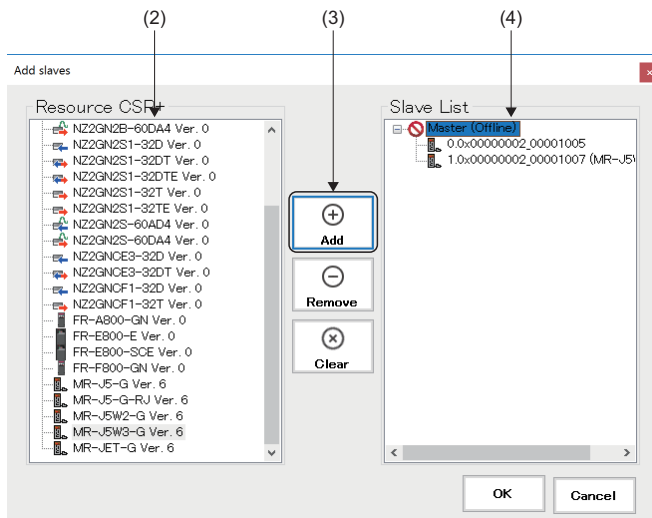 (2) (3) (4)
Add slaves
Resource CSP+
NZ2GN2B-60DA4 Ver. 0
NZ2GN2S1-32D Ver. 0
NZ2GN2S1-32DT Ver. 0
NZ2GN2S1-32DTE Ver. 0
NZ2GN2S1-32T Ver. 0
NZ2GN2S1-32TE Ver. 0
NZ2GN2S-60AD4 Ver. 0
NZ2GN2S-60DA4 Ver. 0
NZ2GNCE3-32D Ver. 0
NZ2GNCE3-32DT Ver. 0
NZ2GNCF1-32D Ver. 0
NZ2GNCF1-32T Ver. 0
FR-A800-GN Ver. 0
FR-E800-E Ver. 0
FR-E800-SCE Ver. 0
FR-F800-GN Ver. 0
MR-J5-G Ver. 6
MR-J5-G-RJ Ver. 6
MR-J5W2-G Ver. 6
MR-J5W3-G Ver. 6
MR-JET-G Ver. 6
Add
Remove
Clear
Slave List
Master (Offline)
0.0x00000002_00001005
1.0x00000002_00001007 (MR-J5
OK
Cancel